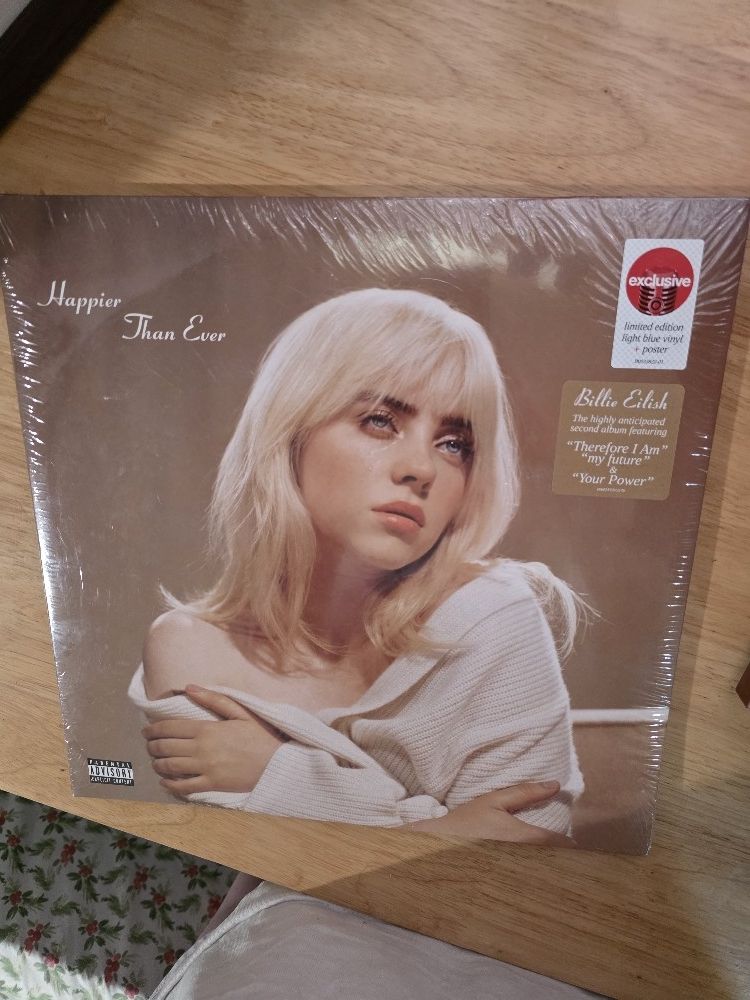 Happier
Than Ever
exclusive
limited edition
light blue vinyl
+ poster
Billie Eilish
The highly anticipated
second album featuring
“Therefore I Am”
“my future”
&
“Your Power”
PARENTAL
ADVISORY
EXPLICIT CONTENT